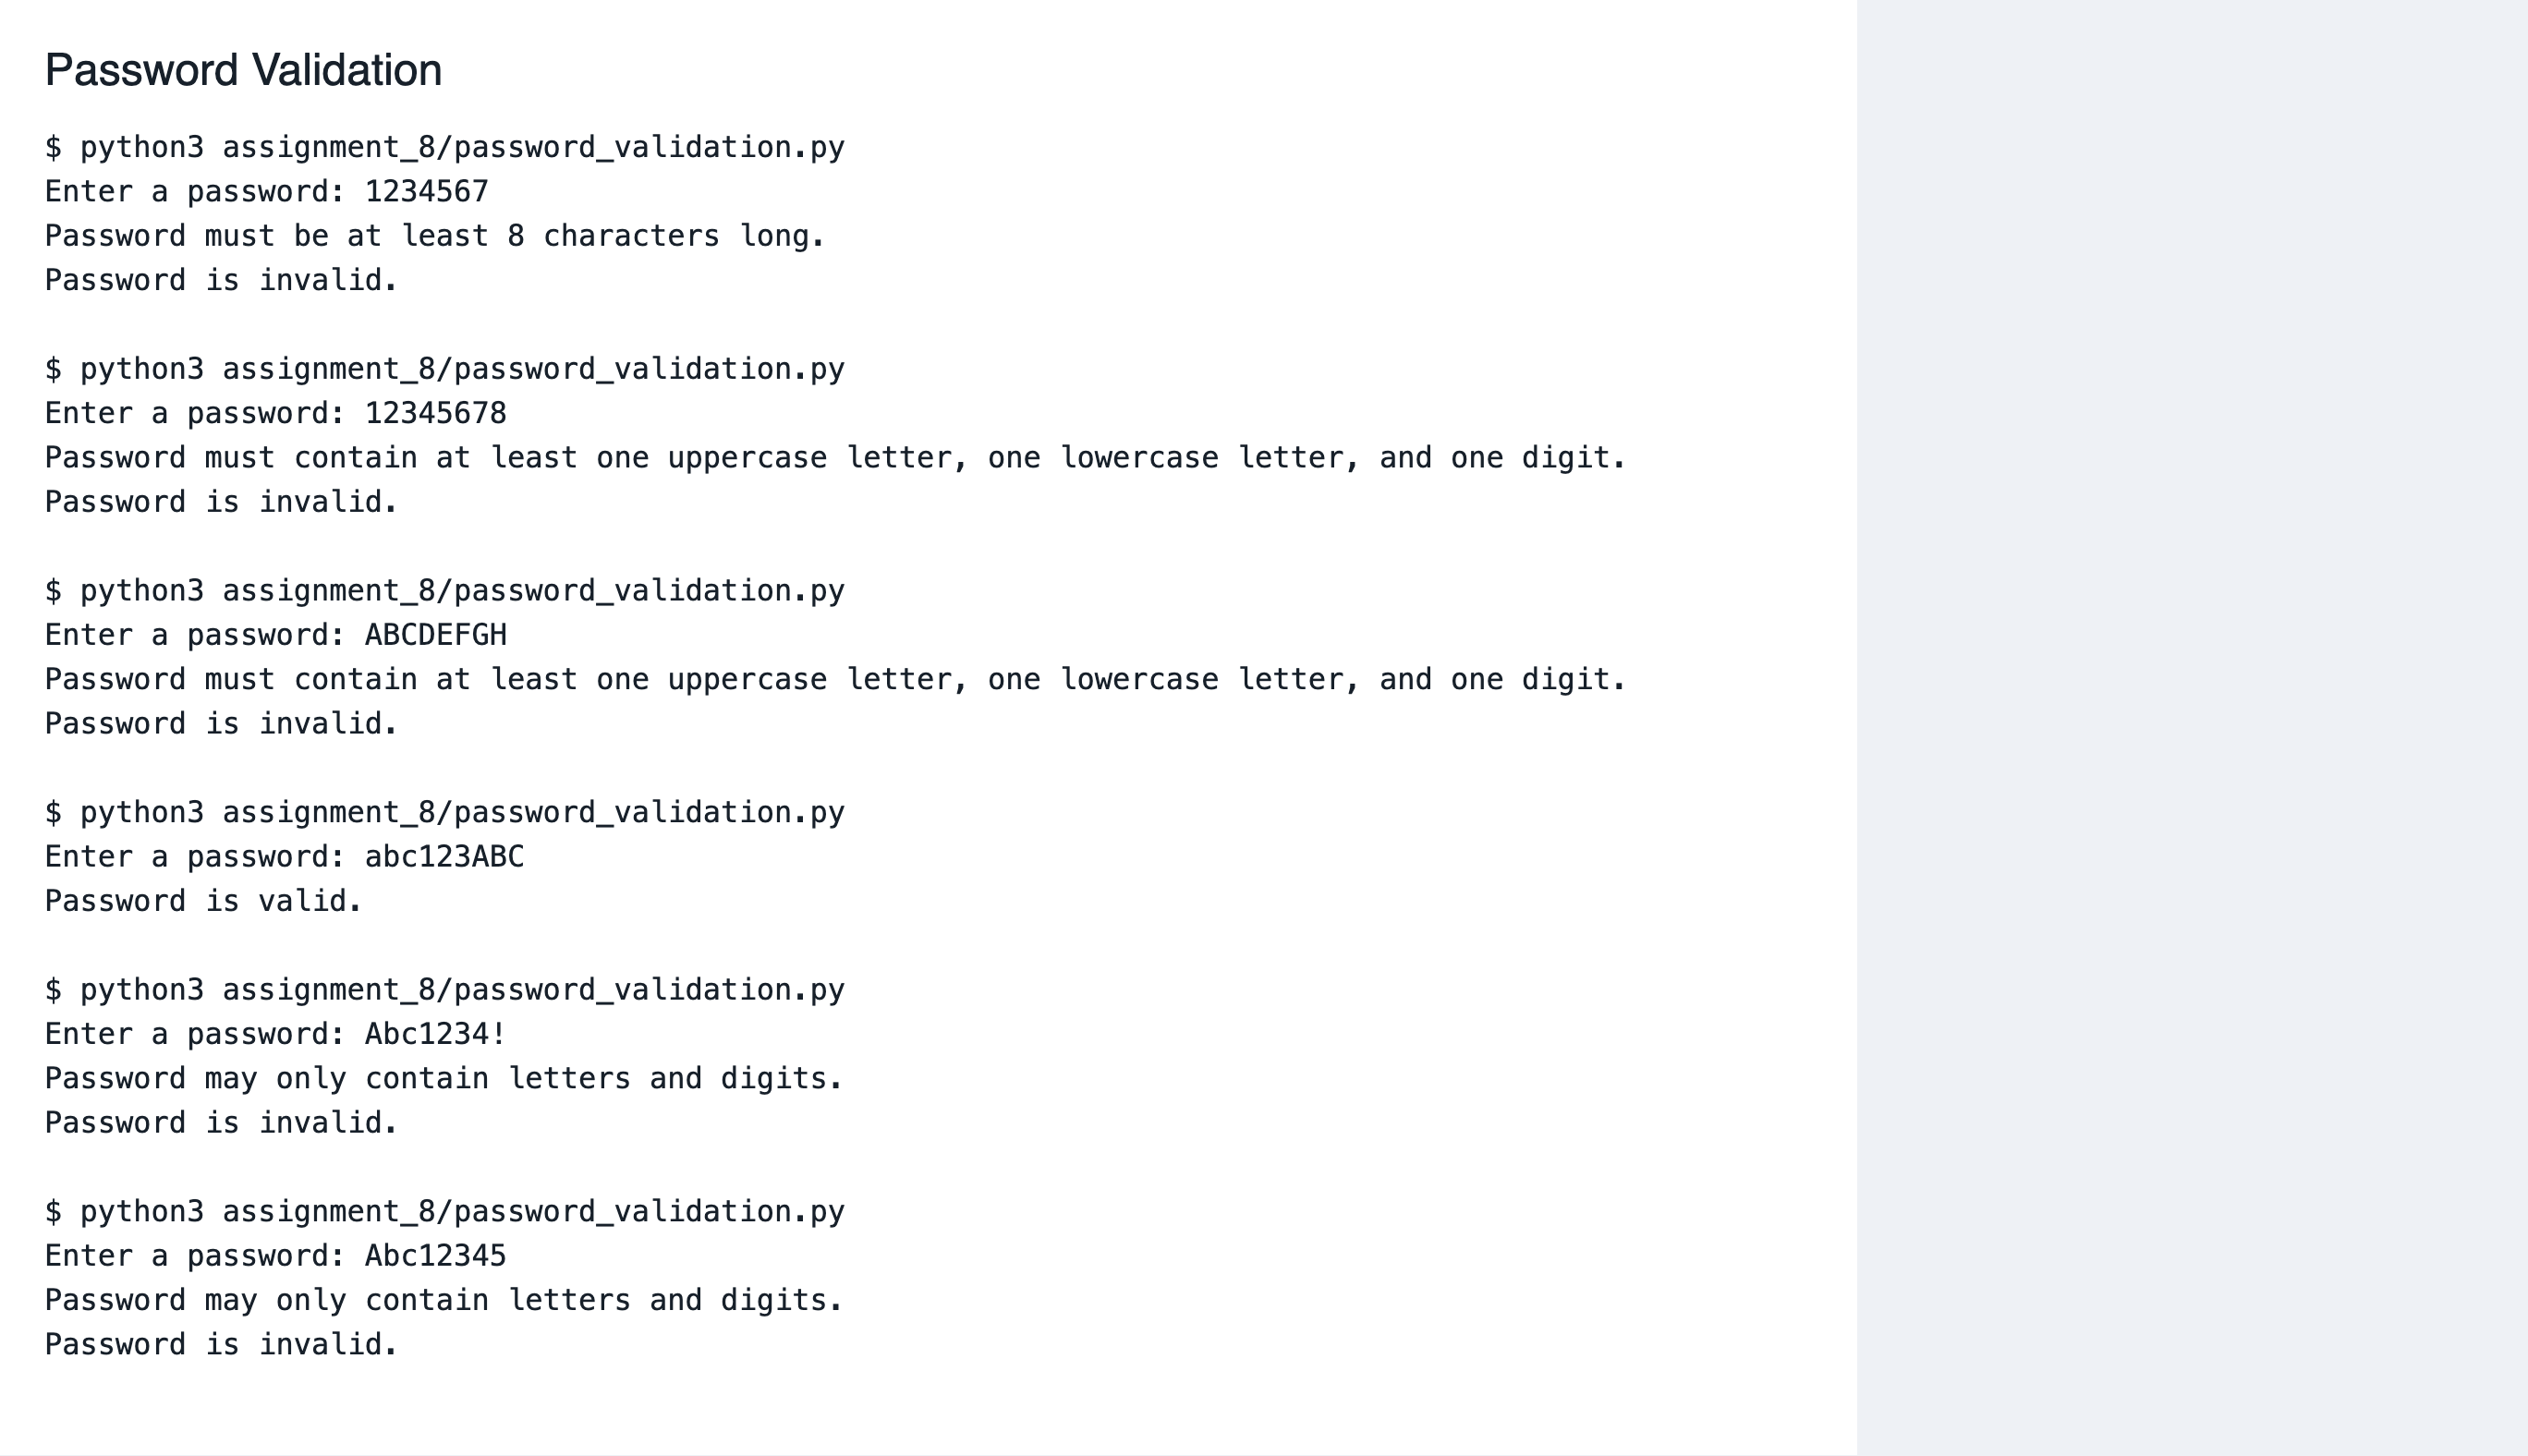 Password Validation
$ python3 assignment_8/password_validation.py
Enter a password: 1234567
Password must be at least 8 characters long.
Password is invalid.
$ python3 assignment_8/password_validation.py
Enter a password: 12345678
Password must contain at least one uppercase letter, one lowercase letter, and one digit.
Password is invalid.
$ python3 assignment_8/password_validation.py
Enter a password: ABCDEFGH
Password must contain at least one uppercase letter, one lowercase letter, and one digit.
Password is invalid.
$ python3 assignment_8/password_validation.py
Enter a password: abc123ABC
Password is valid.
$ python3 assignment_8/password_validation.py
Enter a password: Abc1234!
Password may only contain letters and digits.
Password is invalid.
$ python3 assignment_8/password_validation.py
Enter a password: Abc12345
Password may only contain letters and digits.
Password is invalid.